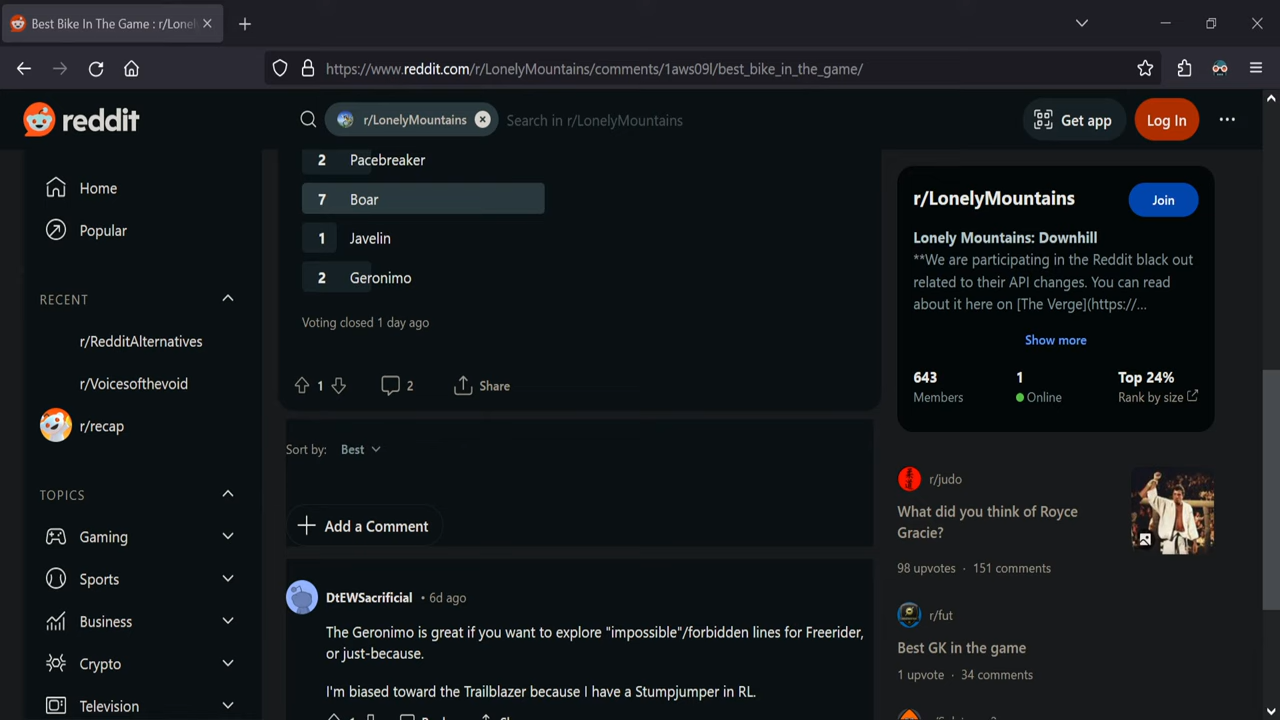 Best Bike In The Game : r/Lonel
https://www.reddit.com/r/LonelyMountains/comments/1aws09l/best_bike_in_the_game/
reddit
r/LonelyMountains
Search in r/LonelyMountains
Get app
Log In
Home
Popular
RECENT
r/RedditAlternatives
r/Voicesofthevoid
r/recap
TOPICS
Gaming
Sports
Business
Crypto
Television
2 Pacebreaker
7 Boar
1 Javelin
2 Geronimo
Voting closed 1 day ago
1
2
Share
Sort by: Best
Add a Comment
DtEWSacrificial • 6d ago
The Geronimo is great if you want to explore "impossible"/forbidden lines for Freerider,
or just-because.
I'm biased toward the Trailblazer because I have a Stumpjumper in RL.
r/LonelyMountains
Join
Lonely Mountains: Downhill
**We are participating in the Reddit black out
related to their API changes. You can read
about it here on [The Verge](https://...
Show more
643 1 Top 24%
Members Online Rank by size
r/judo
What did you think of Royce
Gracie?
98 upvotes · 151 comments
r/fut
Best GK in the game
1 upvote · 34 comments